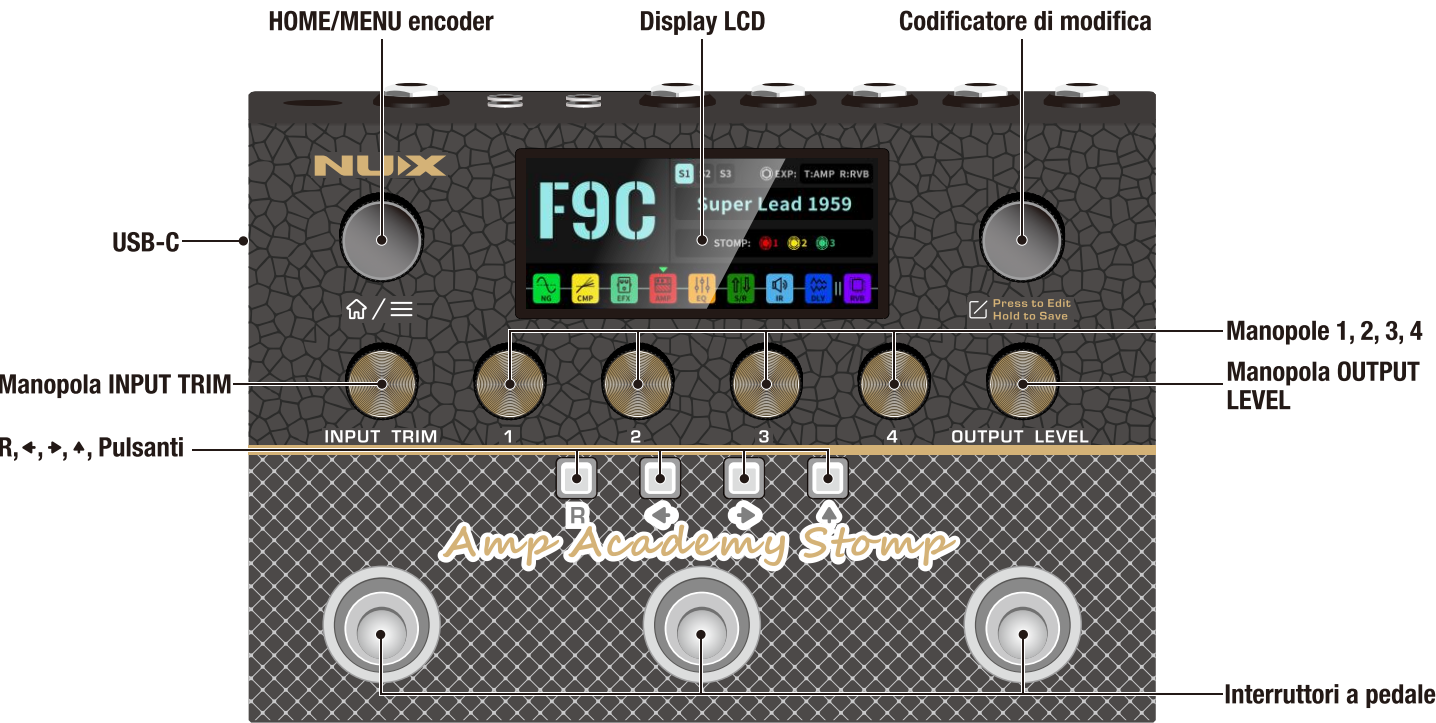 HOME/MENU encoder
Display LCD
Codificatore di modifica
NUX
S1 S3 EXP: T:AMP R:RVB
F9C
Super Lead 1959
USB-C
STOMP: 1 2 3
NG CMP EFX AMP EQ S/R IR DLY RVB
Press to Edit
Hold to Save
Manopole 1, 2, 3, 4
Manopola OUTPUT
LEVEL
Manopola INPUT TRIM
INPUT TRIM 1 2 3 4 OUTPUT LEVEL
R, ←, →, ↑, Pulsanti
R ← → ↑
Amp Academy Stomp
Interruttori a pedale